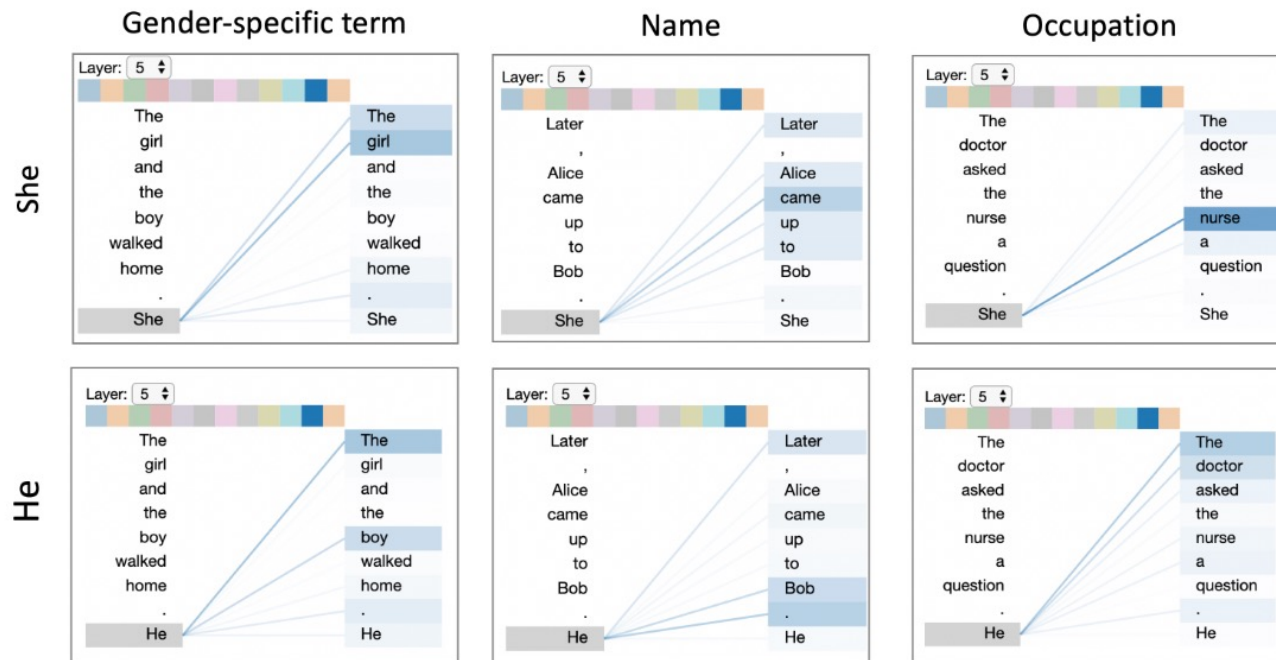 Gender-specific term
Name
Occupation
She
Layer: 5
The The
girl girl
and and
the the
boy boy
walked walked
home home
. .
She She
Layer: 5
Later Later
, ,
Alice Alice
came came
up up
to to
Bob Bob
. .
She She
Layer: 5
The The
doctor doctor
asked asked
the the
nurse nurse
a a
question question
. .
She She
He
Layer: 5
The The
girl girl
and and
the the
boy boy
walked walked
home home
. .
He He
Layer: 5
Later Later
, ,
Alice Alice
came came
up up
to to
Bob Bob
. .
He He
Layer: 5
The The
doctor doctor
asked asked
the the
nurse nurse
a a
question question
. .
He He